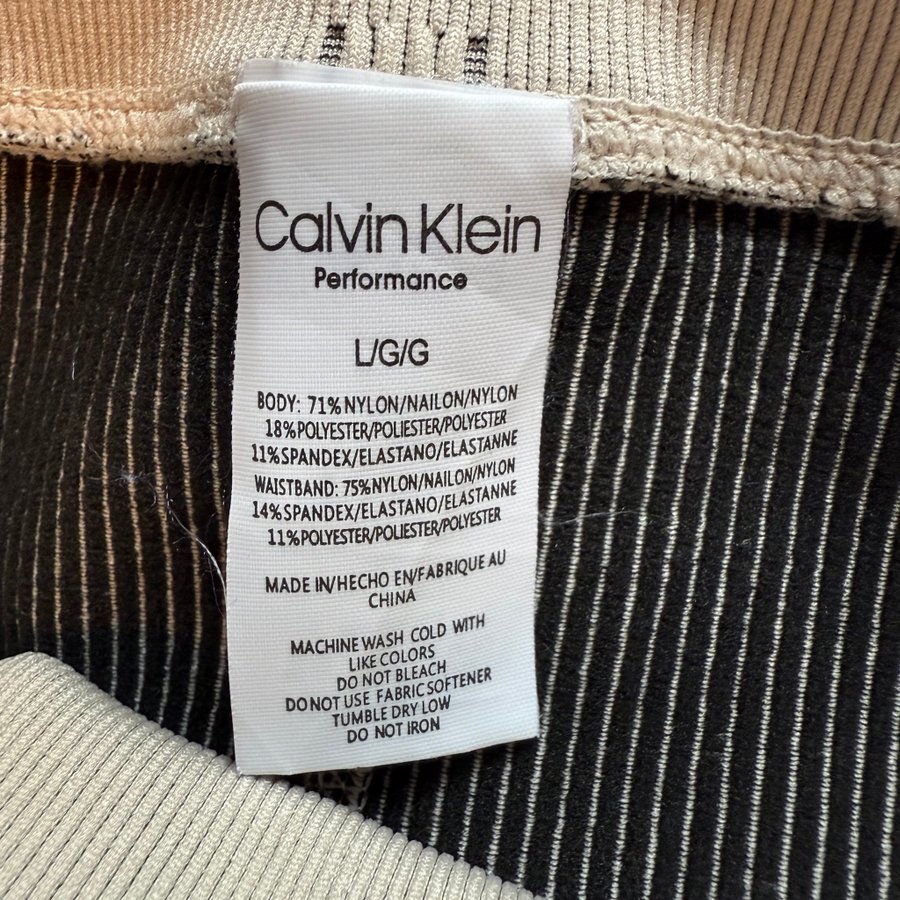 Calvin Klein
Performance
L/G/G
BODY: 71% NYLON/NAILON/NYLON
18% POLYESTER/POLIESTER/POLYESTER
11% SPANDEX/ELASTANO/ELASTANNE
WAISTBAND: 75% NYLON/NAILON/NYLON
14% SPANDEX/ELASTANO/ELASTANNE
11% POLYESTER/POLIESTER/POLYESTER
MADE IN/HECHO EN/FABRIQUE AU
CHINA
MACHINE WASH COLD WITH
LIKE COLORS
DO NOT BLEACH
DO NOT USE FABRIC SOFTENER
TUMBLE DRY LOW
DO NOT IRON